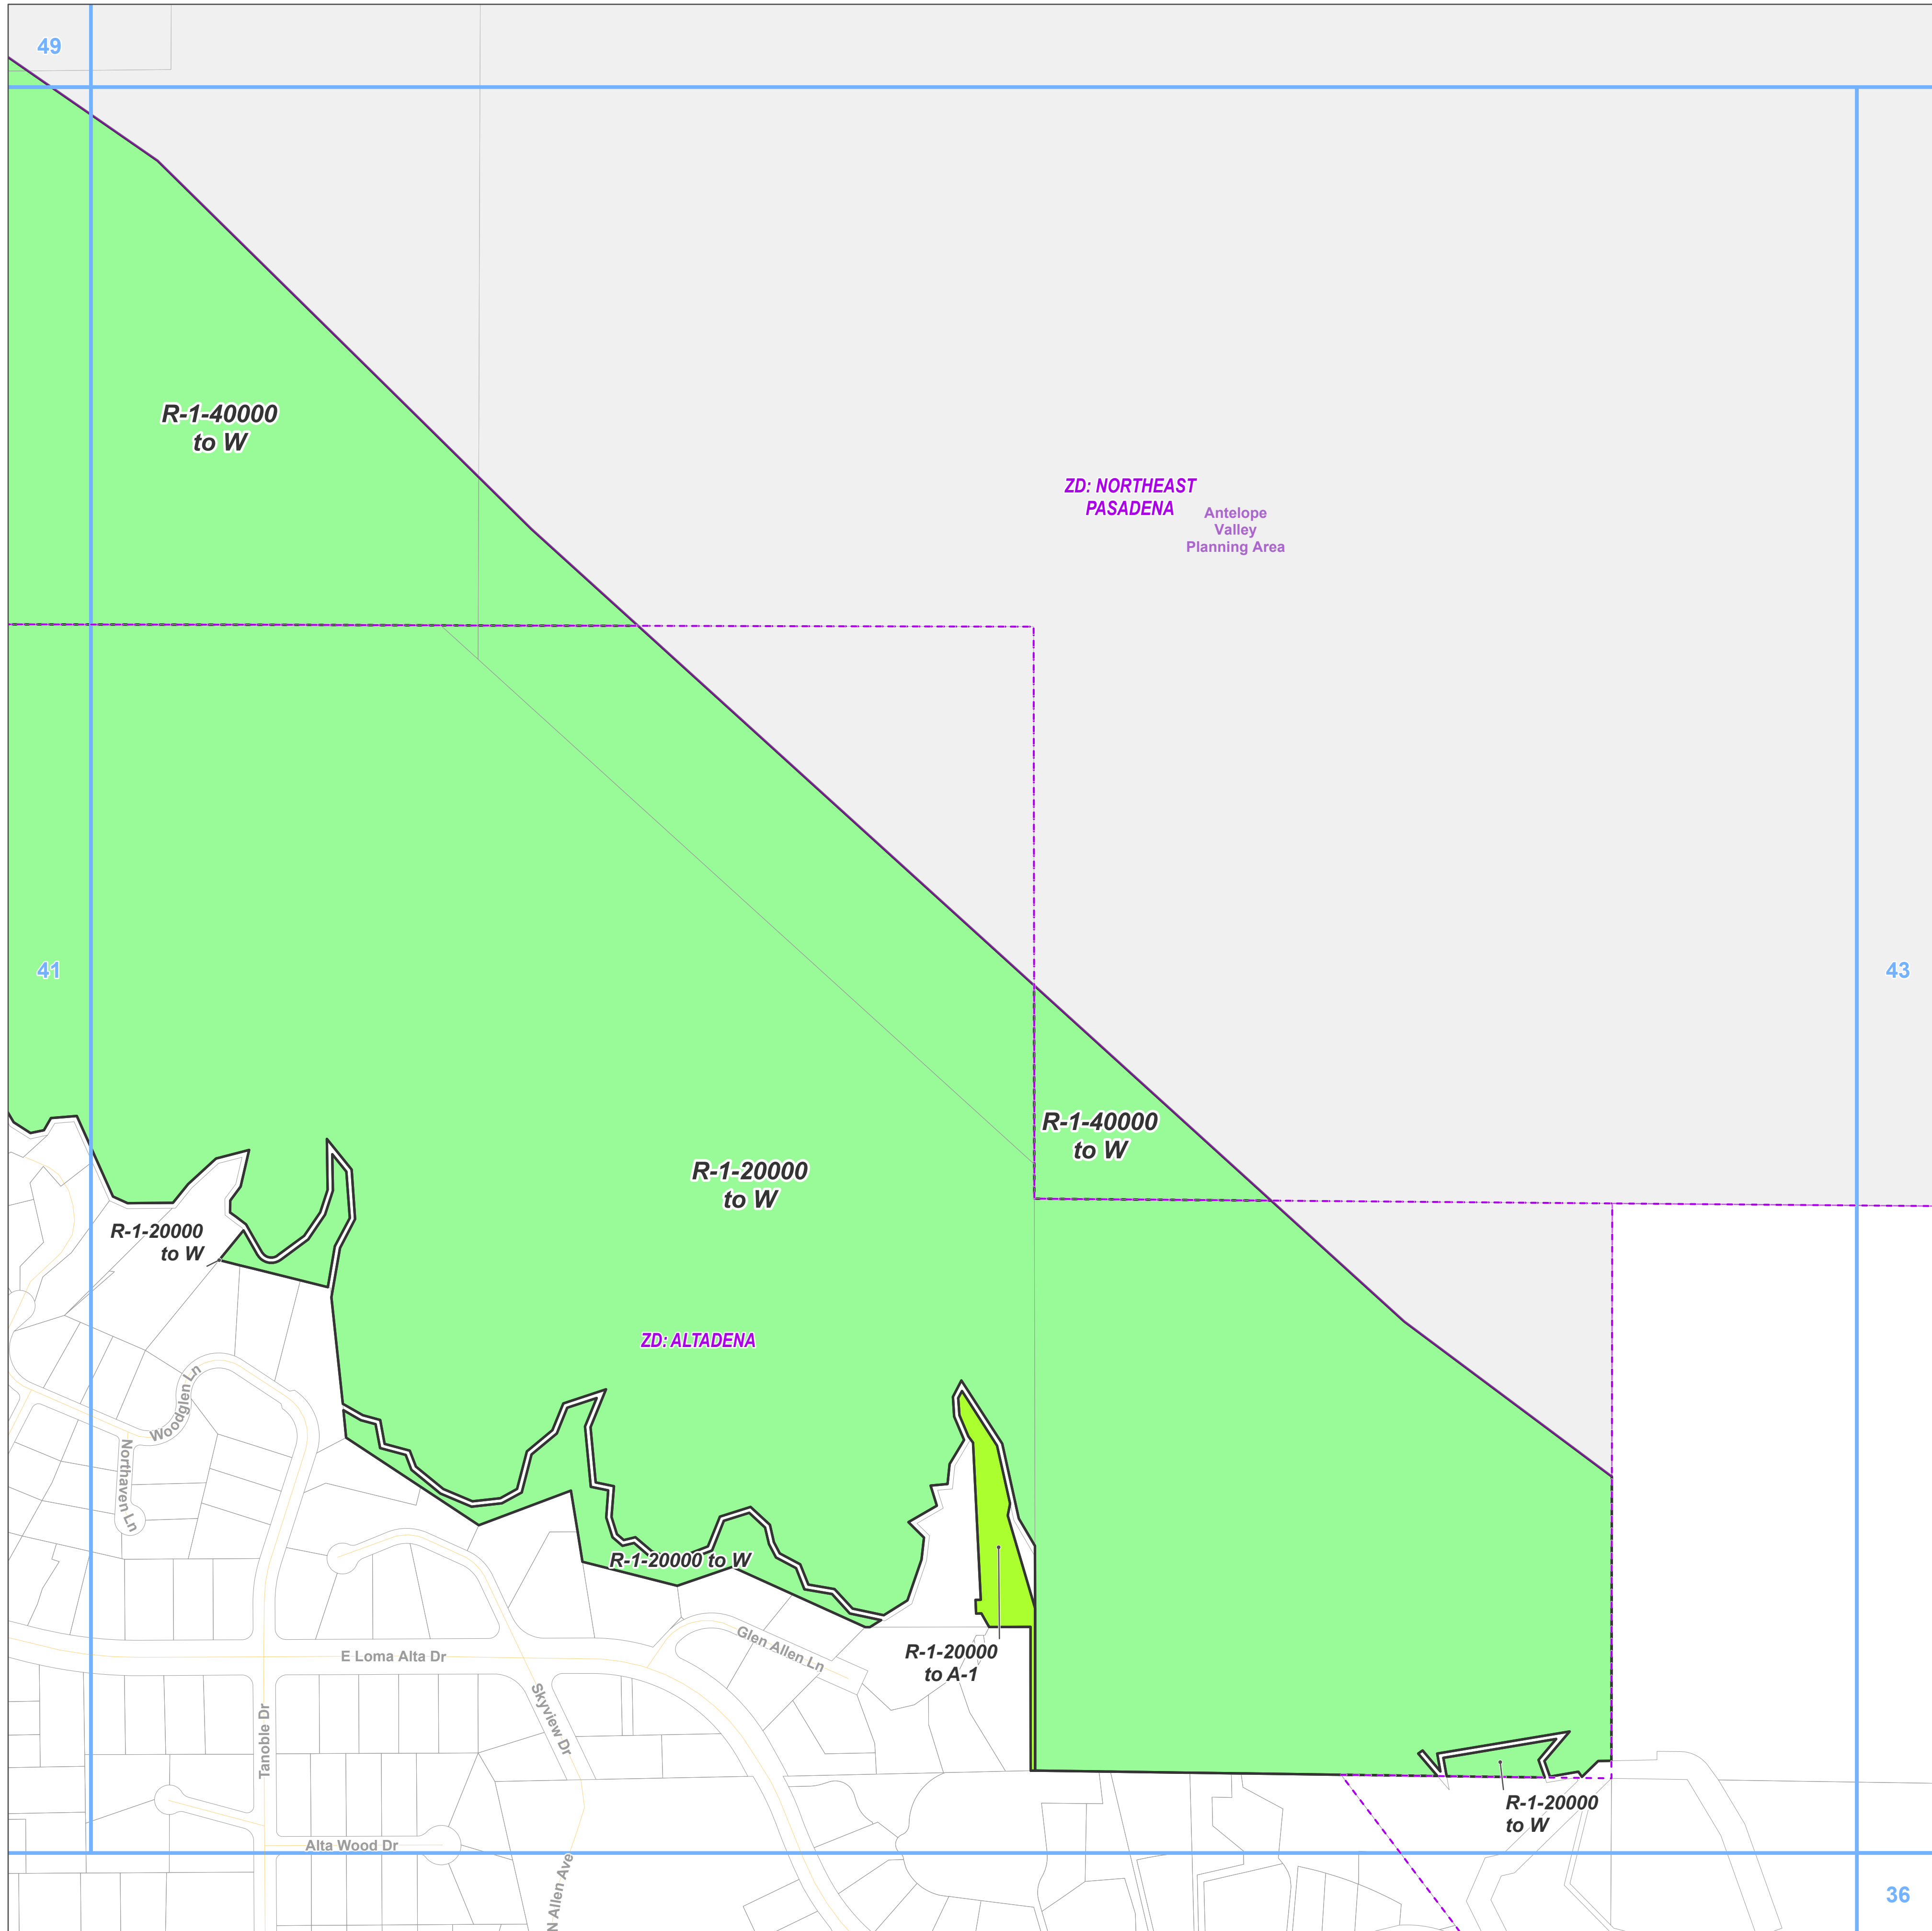 49
R-1-40000
to W
ZD: NORTHEAST
PASADENA
Antelope
Valley
Planning Area
41
43
R-1-40000
to W
R-1-20000
to W
R-1-20000
to W
ZD: ALTADENA
Woodglen Ln
Northaven Ln
R-1-20000 to W
Glen Allen Ln
R-1-20000
to A-1
E Loma Alta Dr
Skyview Dr
Tanoble Dr
R-1-20000
to W
Alta Wood Dr
N Allen Ave
36